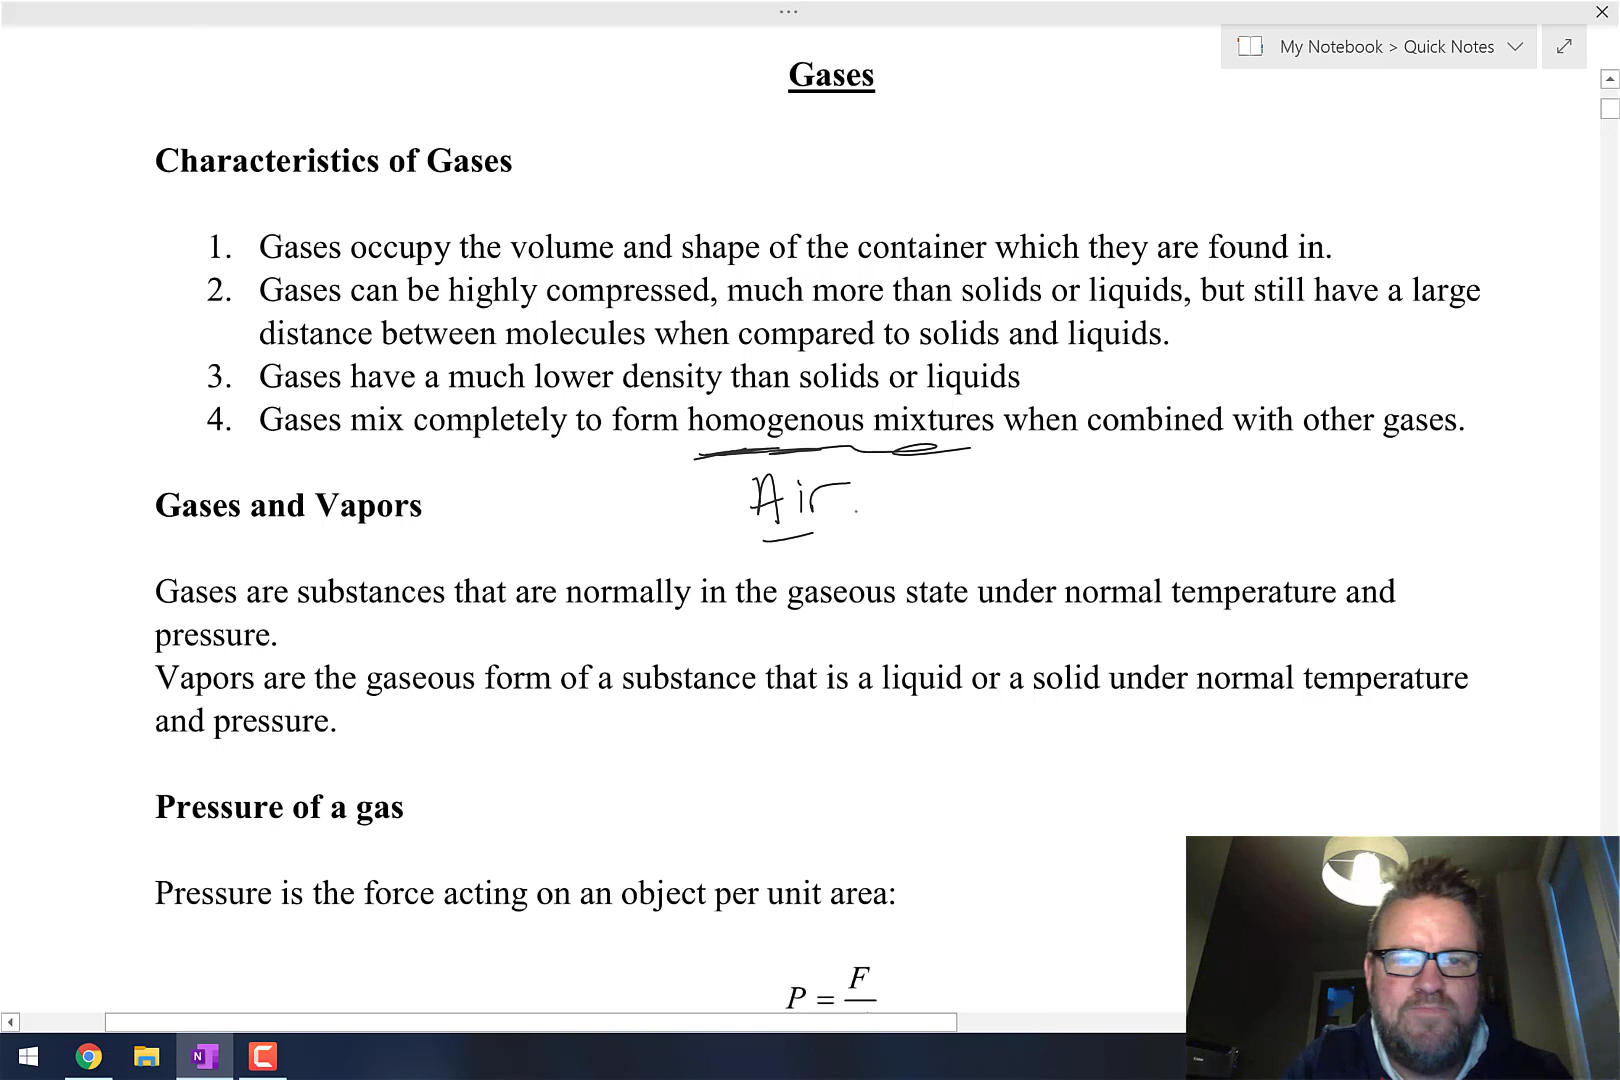 My Notebook > Quick Notes
Gases
Characteristics of Gases
1. Gases occupy the volume and shape of the container which they are found in.
2. Gases can be highly compressed, much more than solids or liquids, but still have a large
distance between molecules when compared to solids and liquids.
3. Gases have a much lower density than solids or liquids
4. Gases mix completely to form homogenous mixtures when combined with other gases.
Air.
Gases and Vapors
Gases are substances that are normally in the gaseous state under normal temperature and
pressure.
Vapors are the gaseous form of a substance that is a liquid or a solid under normal temperature
and pressure.
Pressure of a gas
Pressure is the force acting on an object per unit area:
P = F
N